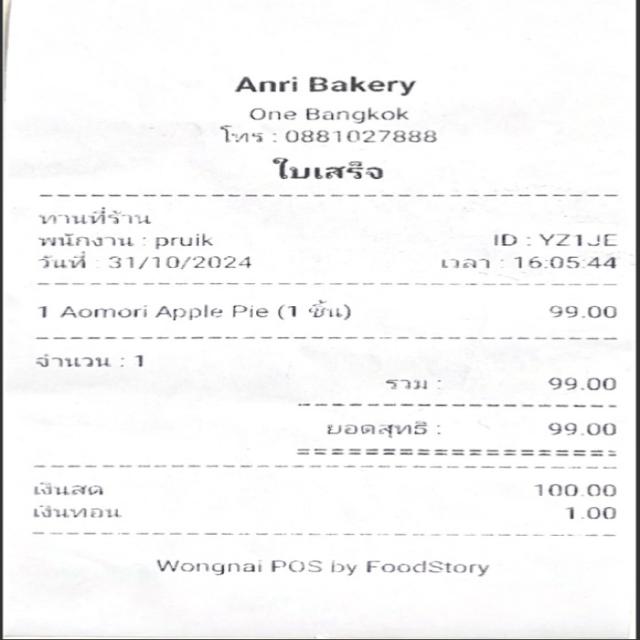 Anri Bakery
One Bangkok
โทร : 0881027888
ใบเสร็จ
ทานที่ร้าน
พนักงาน : pruik ID : YZ1JE
วันที่ : 31/10/2024 เวลา : 16:05:44
1 Aomori Apple Pie (1 ชิ้น) 99.00
จำนวน : 1
รวม : 99.00
ยอดสุทธิ : 99.00
เงินสด 100.00
เงินทอน 1.00
Wongnai POS by FoodStory